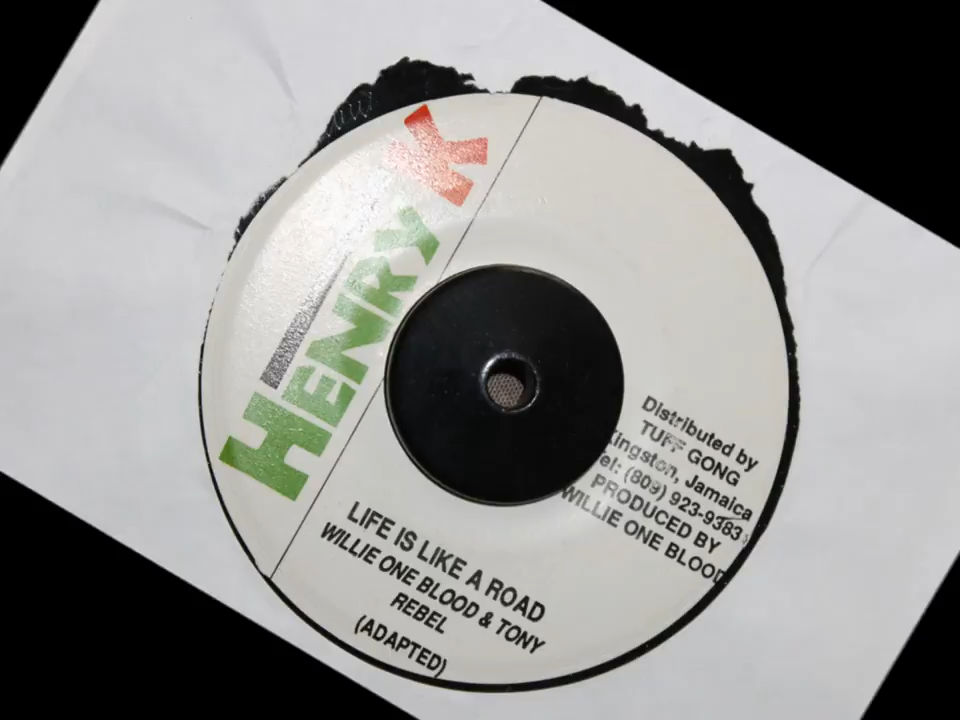 HENRY K
Distributed by
TUFF GONG
Kingston, Jamaica
Tel: (809) 923-9383
PRODUCED BY
WILLIE ONE BLOOD
LIFE IS LIKE A ROAD
WILLIE ONE BLOOD & TONY
REBEL
(ADAPTED)